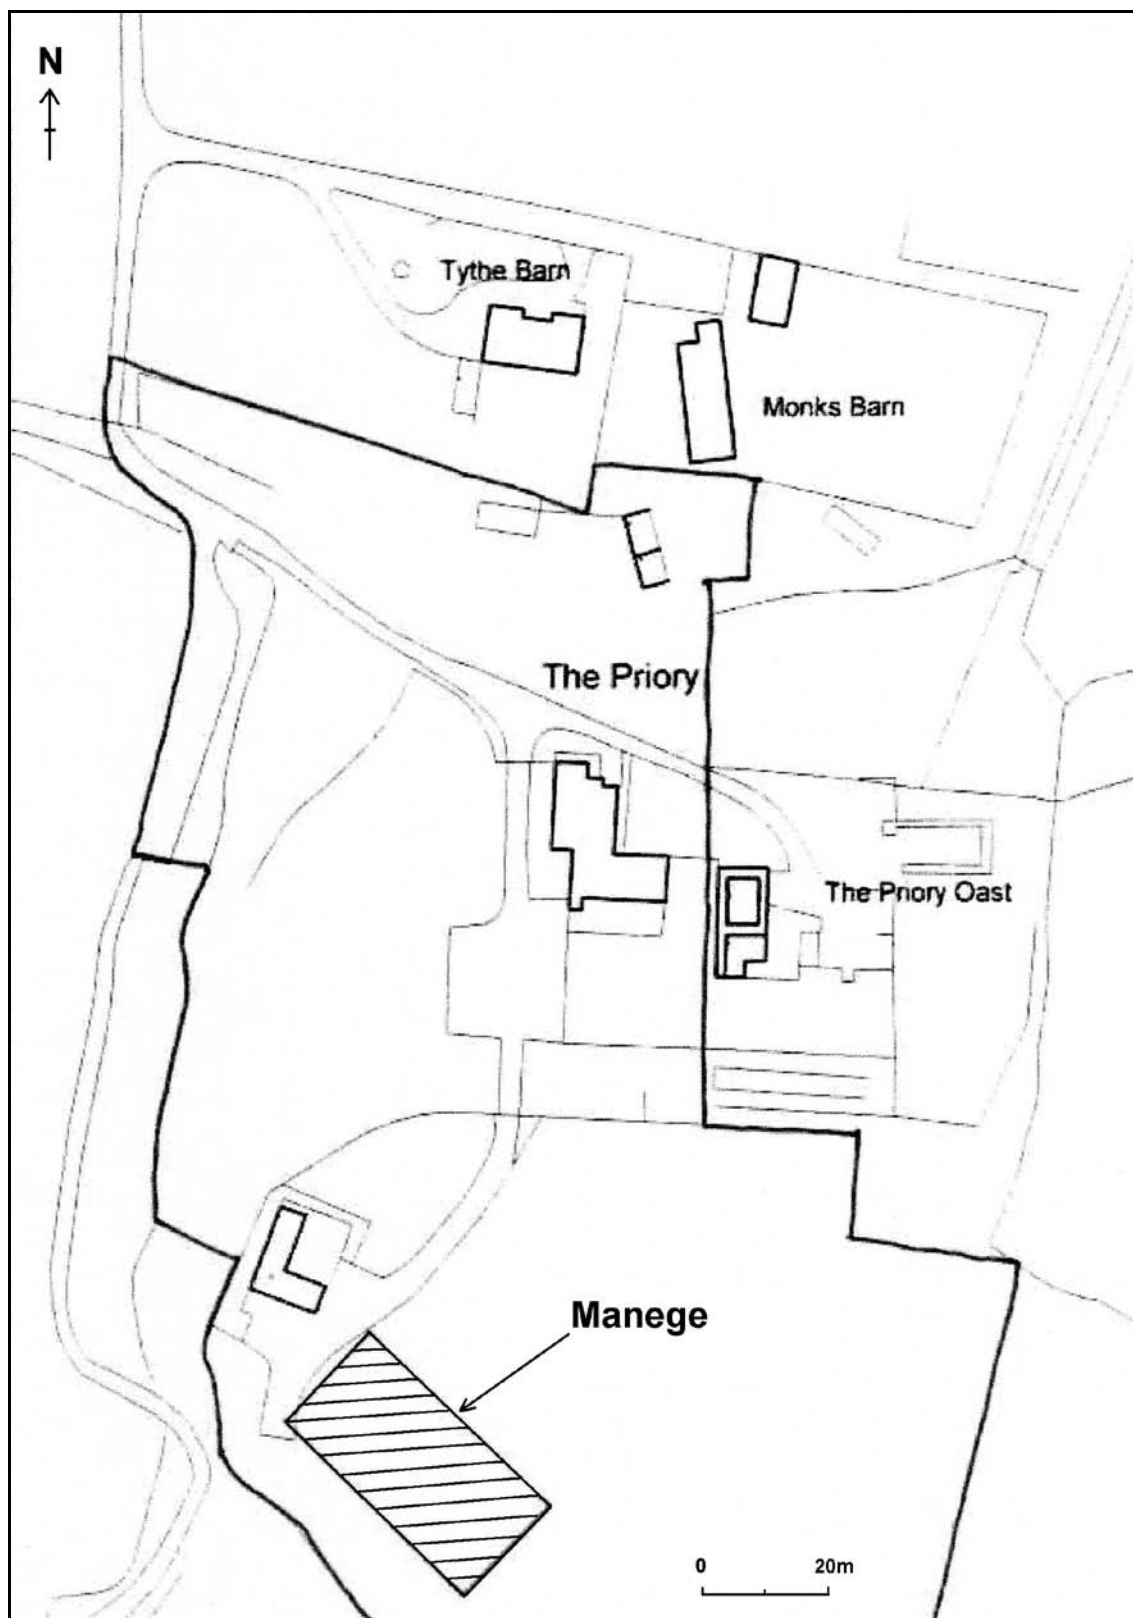 N
Tythe Barn
Monks Barn
The Priory
The Priory Oast
Manege
0 20m